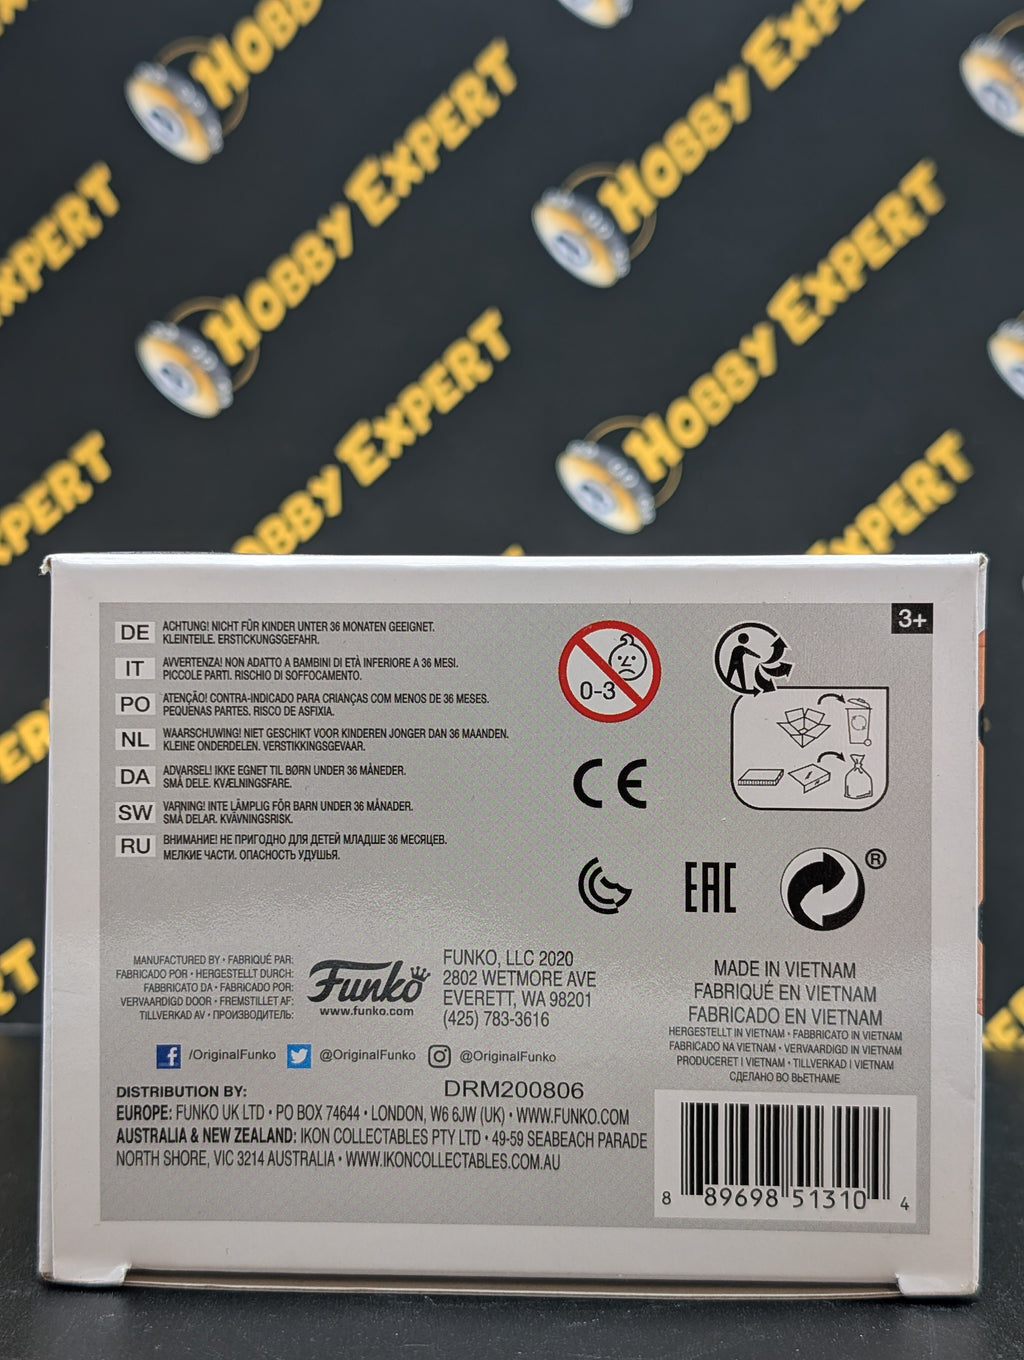 HOBBY EXPERT
HOBBY EXPERT
HOBBY EXPERT
HOBBY EXPERT
HOBBY EXPERT
3+
DE ACHTUNG! NICHT FÜR KINDER UNTER 36 MONATEN GEEIGNET.
KLEINTEILE. ERSTICKUNGSGEFAHR.
IT AVVERTENZA! NON ADATTO A BAMBINI DI ETÀ INFERIORE A 36 MESI.
PICCOLE PARTI. RISCHIO DI SOFFOCAMENTO.
PO ATENÇÃO! CONTRA-INDICADO PARA CRIANÇAS COM MENOS DE 36 MESES.
PEQUENAS PARTES. RISCO DE ASFIXIA.
NL WAARSCHUWING! NIET GESCHIKT VOOR KINDEREN JONGER DAN 36 MAANDEN.
KLEINE ONDERDELEN. VERSTIKKINGSGEVAAR.
DA ADVARSEL! IKKE EGNET TIL BØRN UNDER 36 MÅNEDER.
SMÅ DELE. KVÆLNINGSFARE.
SW VARNING! INTE LÄMPLIG FÖR BARN UNDER 36 MÅNADER.
SMÅ DELAR. KVÄVNINGSRISK.
RU ВНИМАНИЕ! НЕ ПРИГОДНО ДЛЯ ДЕТЕЙ МЛАДШЕ 36 МЕСЯЦЕВ.
МЕЛКИЕ ЧАСТИ. ОПАСНОСТЬ УДУШЬЯ.
0-3
CE
EAC
®
MANUFACTURED BY • FABRIQUÉ PAR:
FABRICADO POR • HERGESTELLT DURCH:
FABBRICATO DA • FABRICADO POR:
VERVAARDIGD DOOR • FREMSTILLET AF:
TILLVERKAD AV • ПРОИЗВОДИТЕЛЬ:
Funko
www.funko.com
FUNKO, LLC 2020
2802 WETMORE AVE
EVERETT, WA 98201
(425) 783-3616
MADE IN VIETNAM
FABRIQUÉ EN VIETNAM
FABRICADO EN VIETNAM
HERGESTELLT IN VIETNAM • FABBRICATO IN VIETNAM
FABRICADO NA VIETNAM • VERVAARDIGD IN VIETNAM
PRODUCERET I VIETNAM • TILLVERKAD I VIETNAM
СДЕЛАНО ВО ВЬЕТНАМЕ
/OriginalFunko @OriginalFunko @OriginalFunko
DRM200806
DISTRIBUTION BY:
EUROPE: FUNKO UK LTD • PO BOX 74644 • LONDON, W6 6JW (UK) • WWW.FUNKO.COM
AUSTRALIA & NEW ZEALAND: IKON COLLECTABLES PTY LTD • 49-59 SEABEACH PARADE
NORTH SHORE, VIC 3214 AUSTRALIA • WWW.IKONCOLLECTABLES.COM.AU
8 89698 51310 4